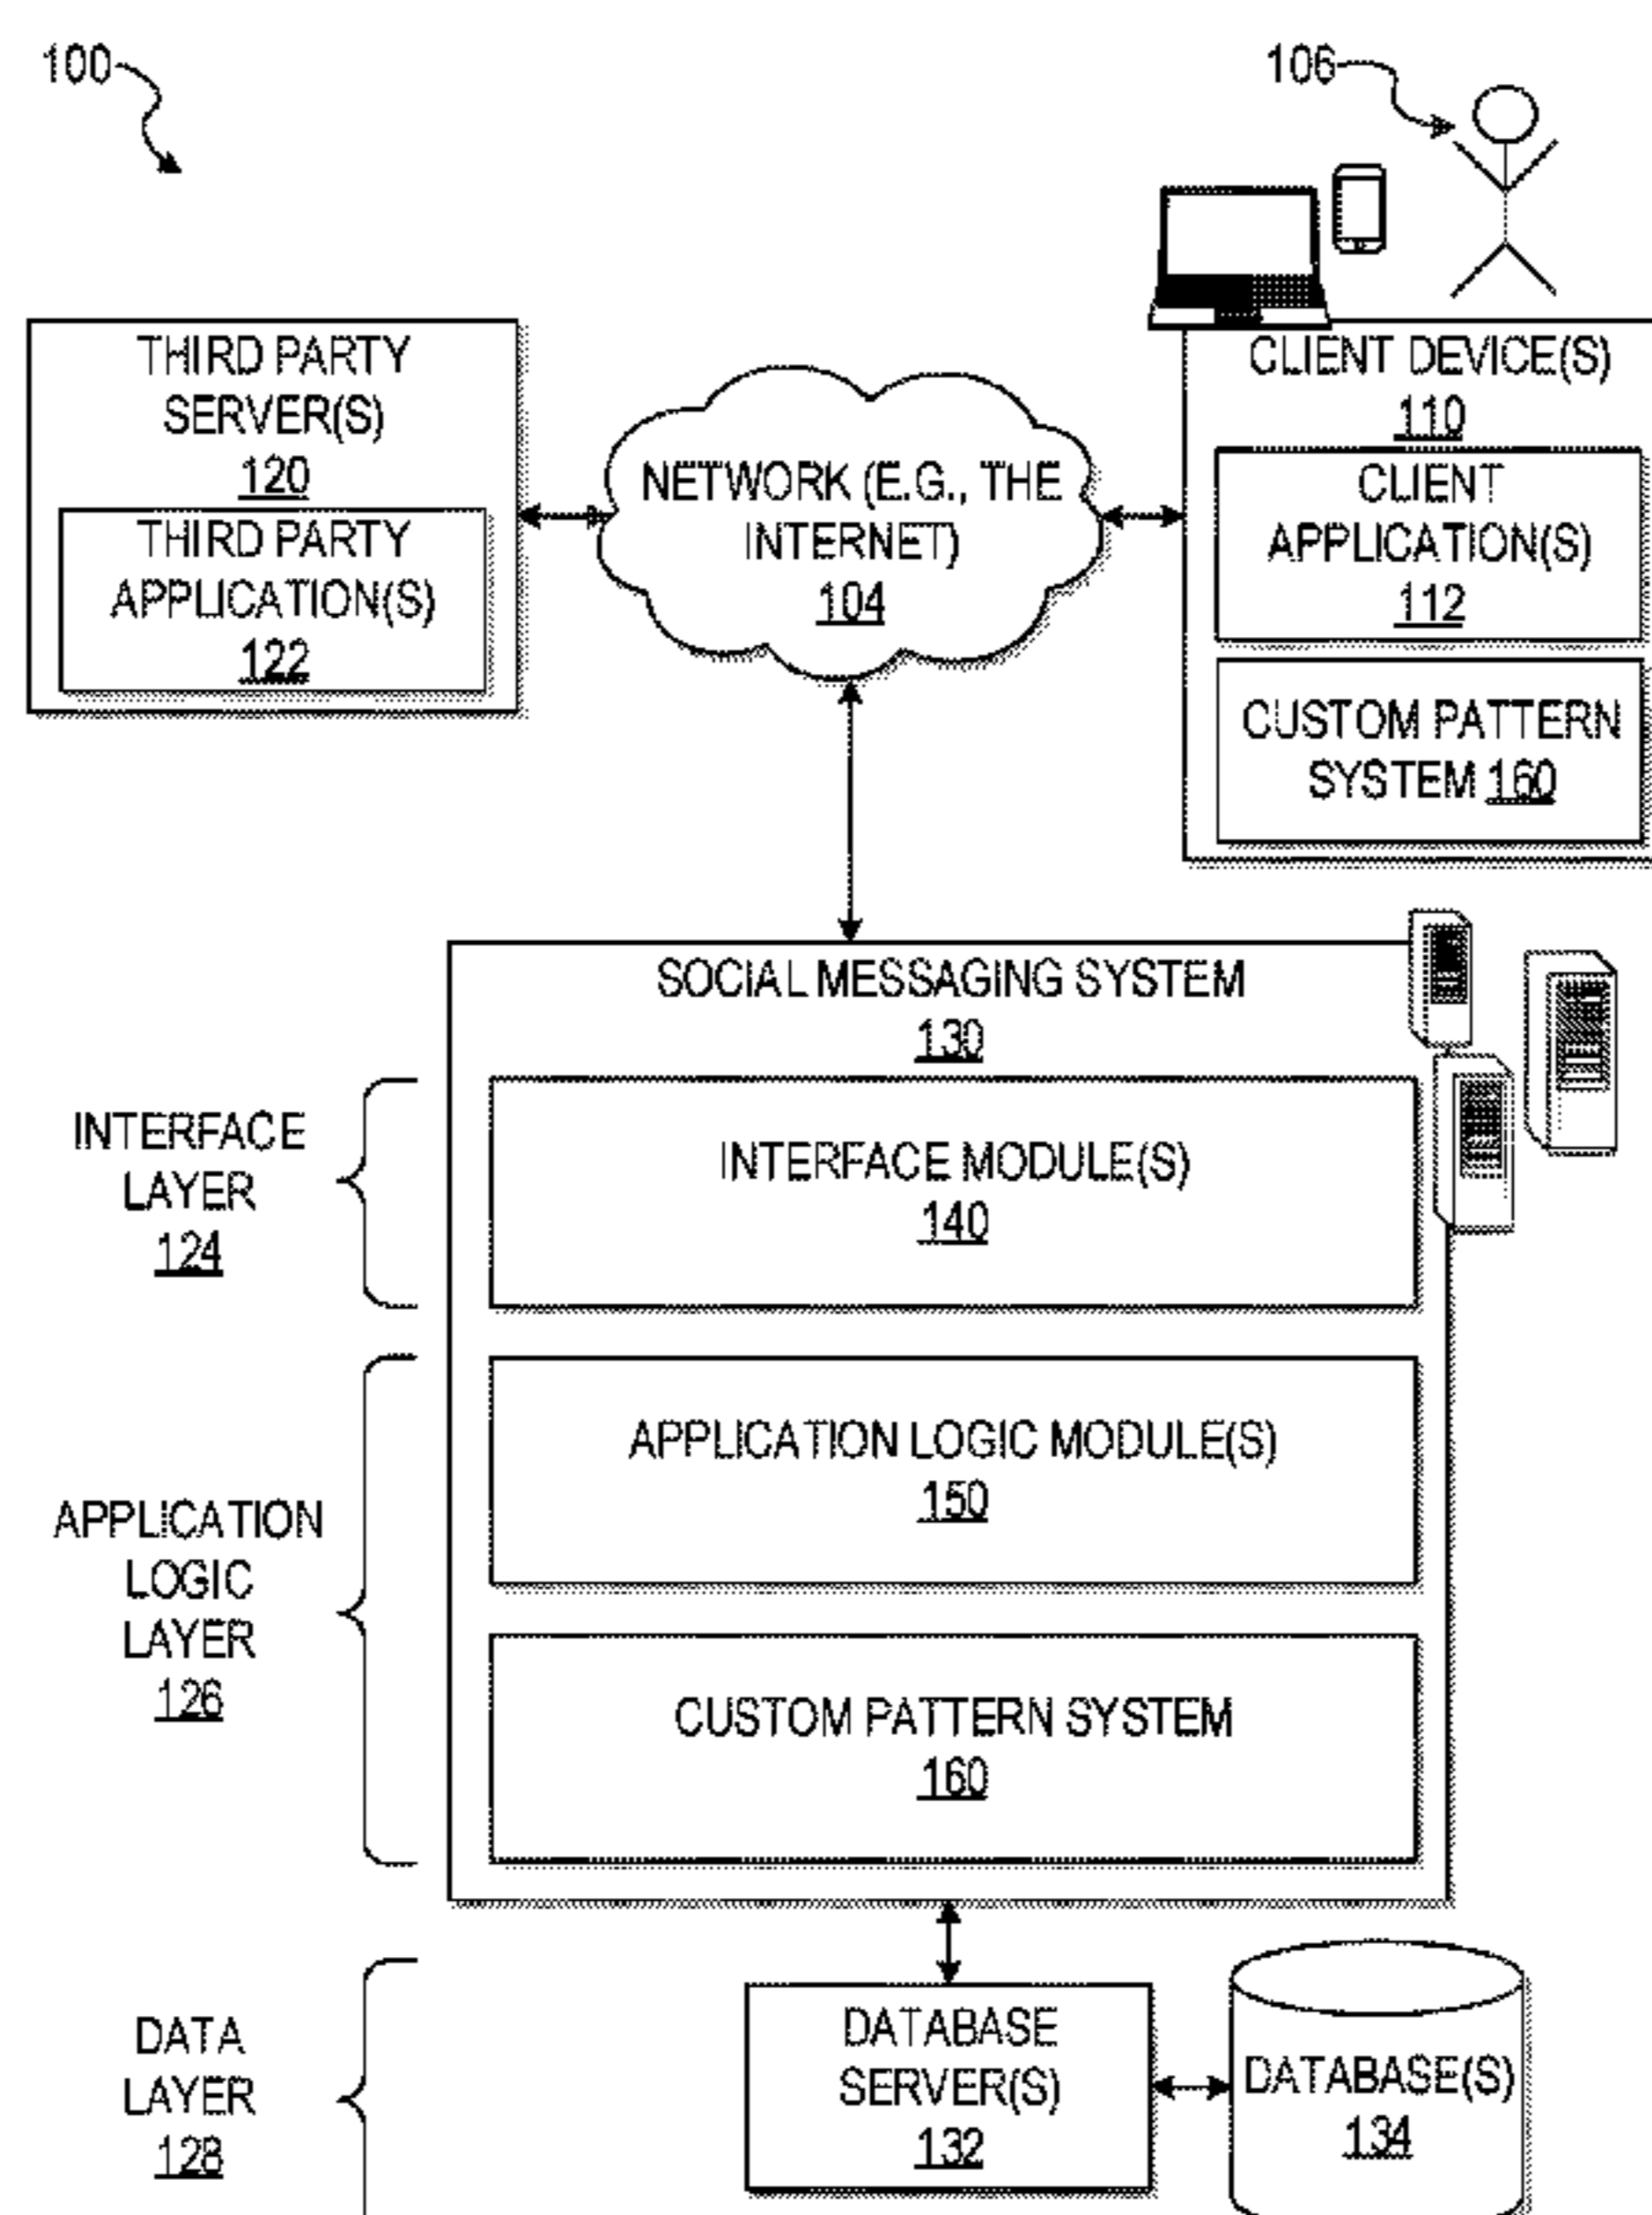 100
106
THIRD PARTY
SERVER(S)
120
THIRD PARTY
APPLICATION(S)
122
NETWORK (E.G., THE
INTERNET)
104
CLIENT DEVICE(S)
110
CLIENT
APPLICATION(S)
112
CUSTOM PATTERN
SYSTEM 160
SOCIAL MESSAGING SYSTEM
130
INTERFACE
LAYER
124
INTERFACE MODULE(S)
140
APPLICATION
LOGIC
LAYER
126
APPLICATION LOGIC MODULE(S)
150
CUSTOM PATTERN SYSTEM
160
DATA
LAYER
128
DATABASE
SERVER(S)
132
DATABASE(S)
134